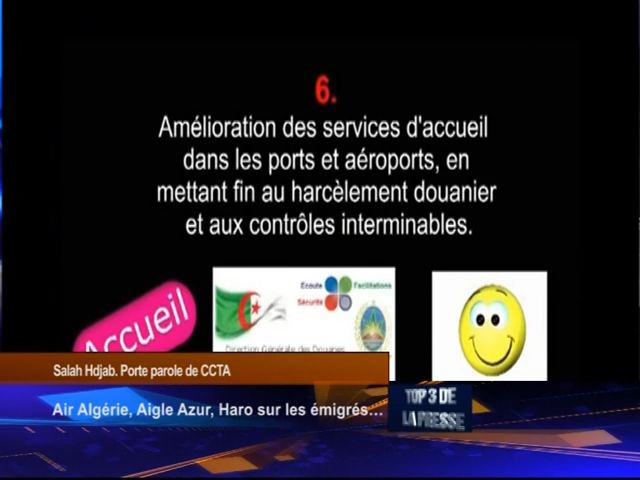 6.
Amélioration des services d'accueil
dans les ports et aéroports, en
mettant fin au harcèlement douanier
et aux contrôles interminables.
Accueil
Écoute
Facilitations
Sécurité
Direction Générale des Douanes
Salah Hdjab. Porte parole de CCTA
Air Algérie, Aigle Azur, Haro sur les émigrés...
TOP 3 DE
LA PRESSE